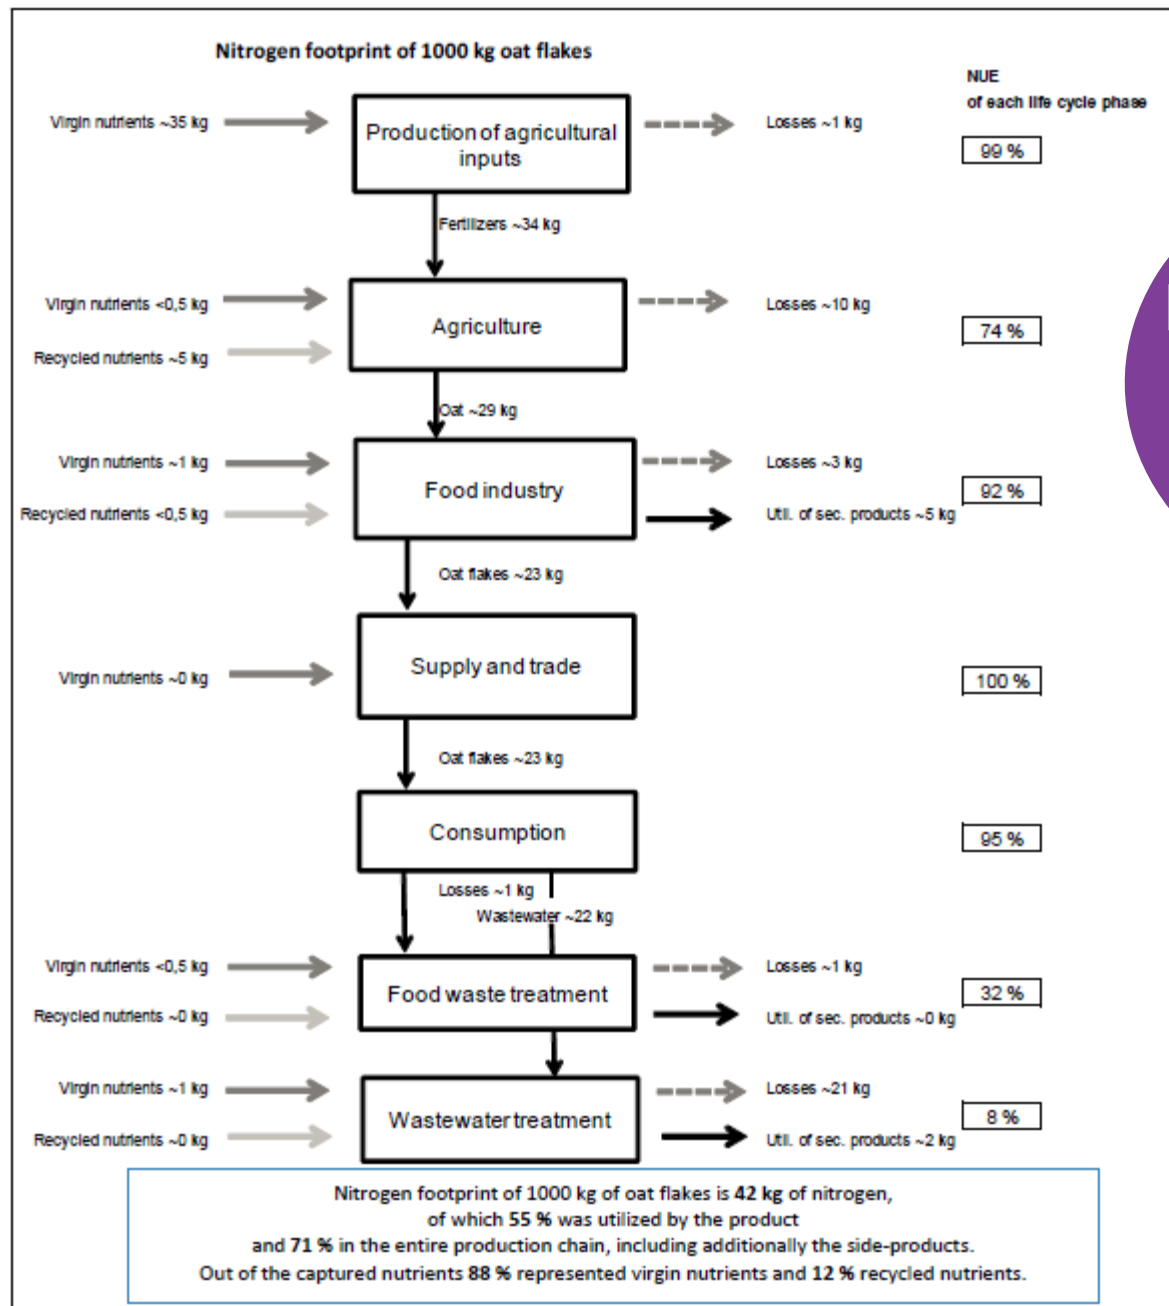 Nitrogen footprint of 1000 kg oat flakes
NUE
of each life cycle phase
Virgin nutrients ~35 kg
Production of agricultural
inputs
Losses ~1 kg
99 %
Fertilizers ~34 kg
Virgin nutrients <0,5 kg
Recycled nutrients ~5 kg
Agriculture
Losses ~10 kg
74 %
Oat ~29 kg
Virgin nutrients ~1 kg
Recycled nutrients <0,5 kg
Food industry
Losses ~3 kg
Util. of sec. products ~5 kg
92 %
Oat flakes ~23 kg
Virgin nutrients ~0 kg
Supply and trade
100 %
Oat flakes ~23 kg
Consumption
95 %
Losses ~1 kg
Wastewater ~22 kg
Virgin nutrients <0,5 kg
Recycled nutrients ~0 kg
Food waste treatment
Losses ~1 kg
Util. of sec. products ~0 kg
32 %
Virgin nutrients ~1 kg
Recycled nutrients ~0 kg
Wastewater treatment
Losses ~21 kg
Util. of sec. products ~2 kg
8 %
Nitrogen footprint of 1000 kg of oat flakes is 42 kg of nitrogen,
of which 55 % was utilized by the product
and 71 % in the entire production chain, including additionally the side-products.
Out of the captured nutrients 88 % represented virgin nutrients and 12 % recycled nutrients.